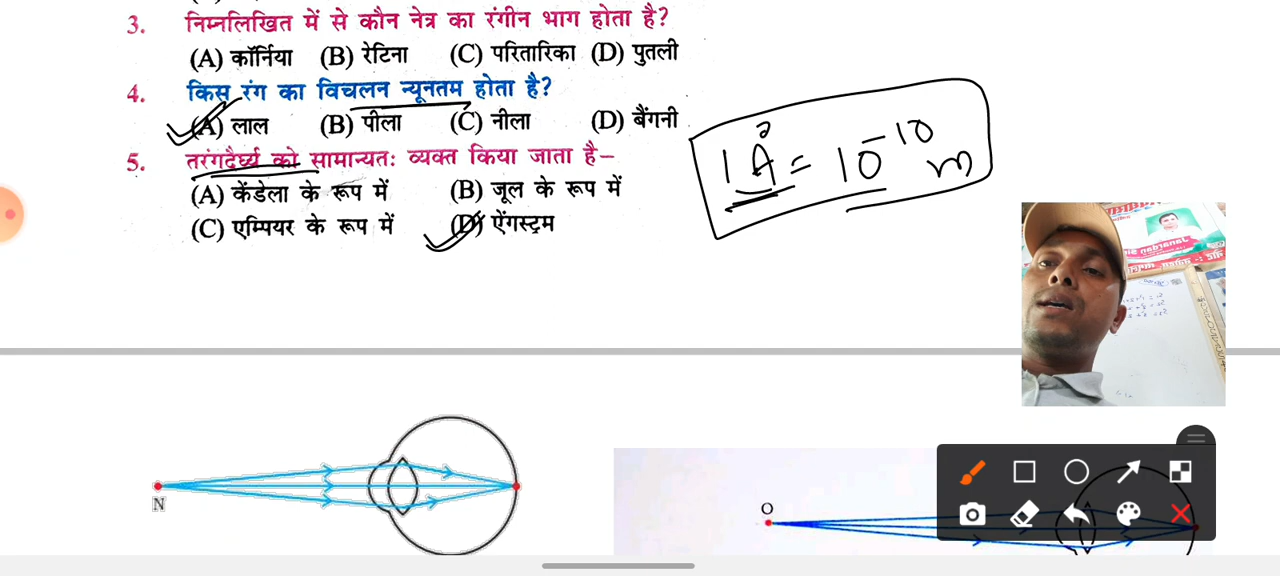 3. निम्नलिखित में से कौन नेत्र का रंगीन भाग होता है?
(A) कॉर्निया (B) रेटिना (C) परितारिका (D) पुतली
4. किस रंग का विचलन न्यूनतम होता है?
(A) लाल (B) पीला (C) नीला (D) बैंगनी
5. तरंगदैर्घ्य को सामान्यतः व्यक्त किया जाता है–
(A) केंडेला के रूप में (B) जूल के रूप में
(C) एम्पियर के रूप में (D) ऐंगस्ट्रम
1 Å = 10⁻¹⁰ m
N
O